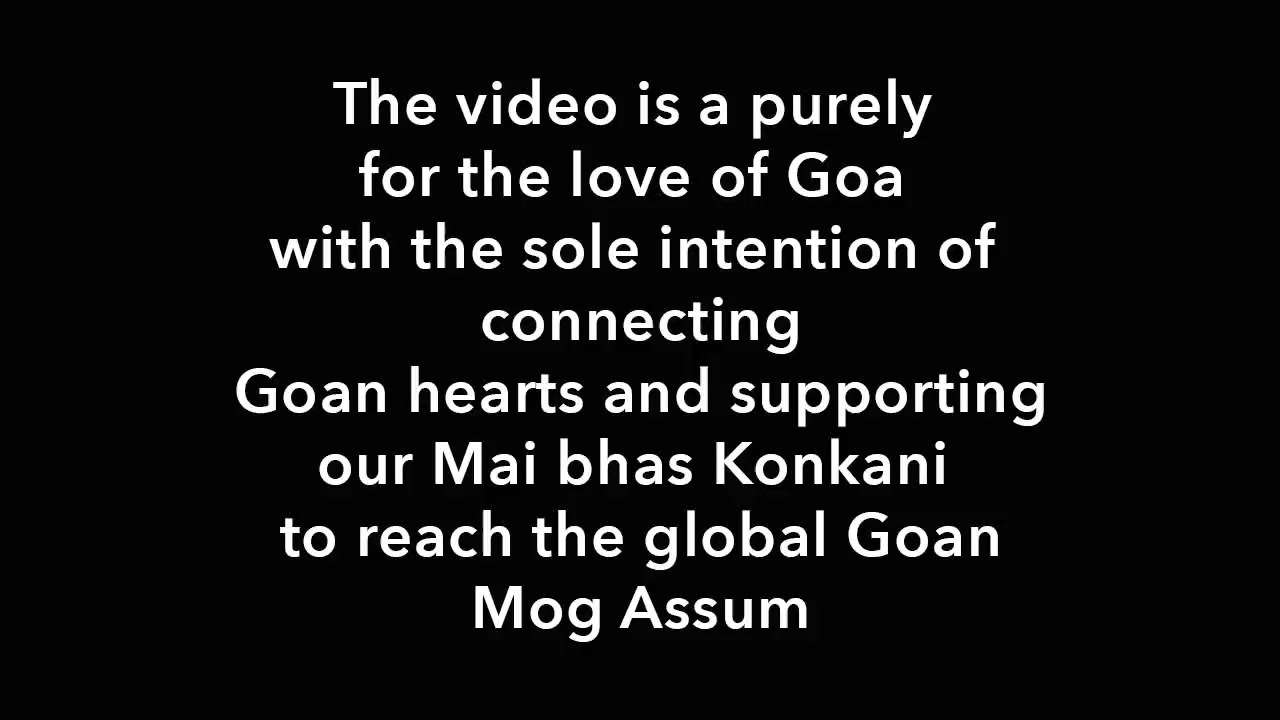 The video is a purely
for the love of Goa
with the sole intention of
connecting
Goan hearts and supporting
our Mai bhas Konkani
to reach the global Goan
Mog Assum